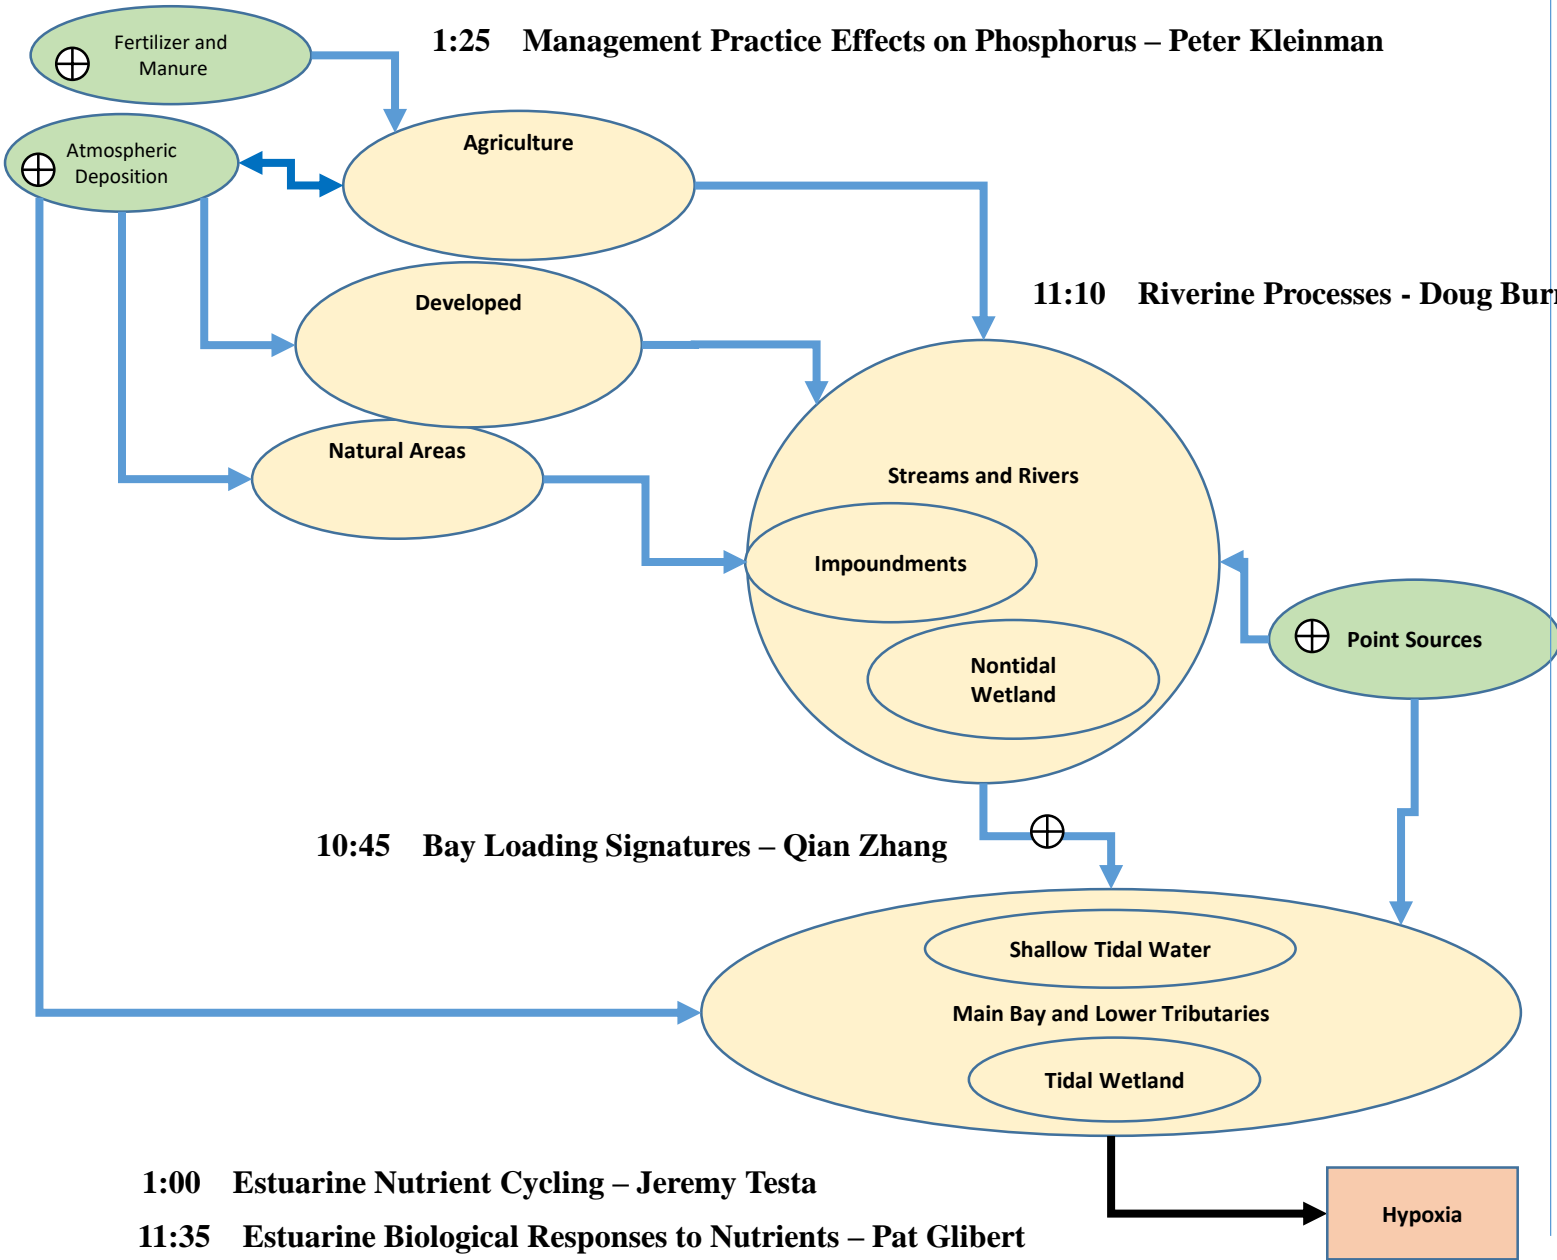 Fertilizer and
Manure
1:25 Management Practice Effects on Phosphorus – Peter Kleinman
Atmospheric
Deposition
Agriculture
Developed
11:10 Riverine Processes - Doug
Natural Areas
Streams and Rivers
Impoundments
Point Sources
Nontidal
Wetland
10:45 Bay Loading Signatures – Qian Zhang
Shallow Tidal Water
Main Bay and Lower Tributaries
Tidal Wetland
1:00 Estuarine Nutrient Cycling – Jeremy Testa
Hypoxia
11:35 Estuarine Biological Responses to Nutrients – Pat Glibert